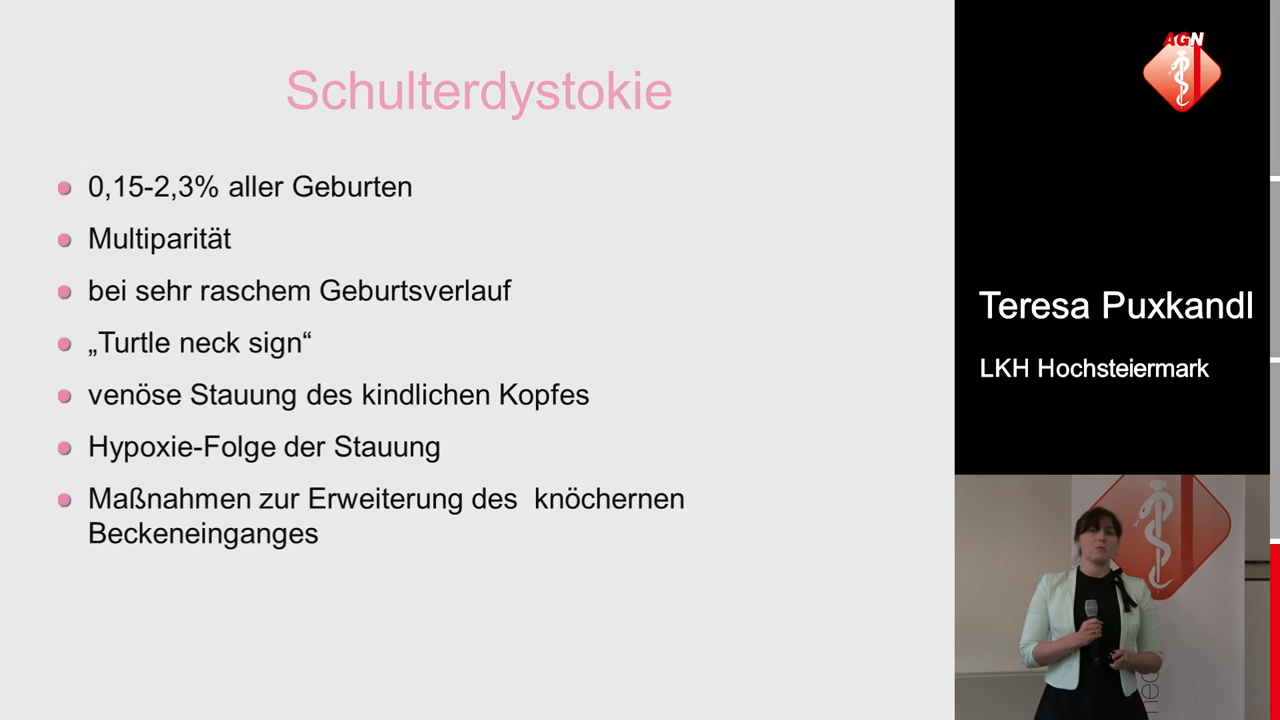 Schulterdystokie
0,15-2,3% aller Geburten
Multiparität
bei sehr raschem Geburtsverlauf
„Turtle neck sign“
venöse Stauung des kindlichen Kopfes
Hypoxie-Folge der Stauung
Maßnahmen zur Erweiterung des knöchernen
Beckeneinganges
AGN
Teresa Puxkandl
LKH Hochsteiermark